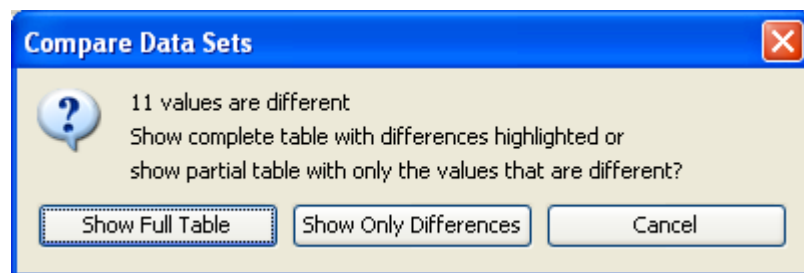 Compare Data Sets
11 values are different
Show complete table with differences highlighted or
show partial table with only the values that are different?
Show Full Table
Show Only Differences
Cancel